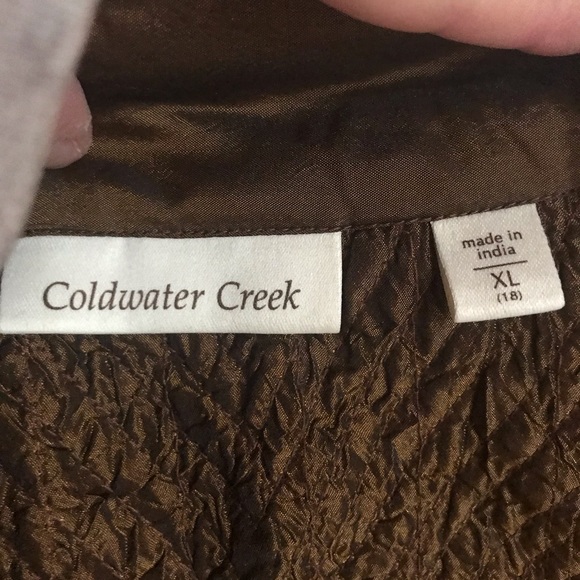 Coldwater Creek
made in
india
XL
(18)